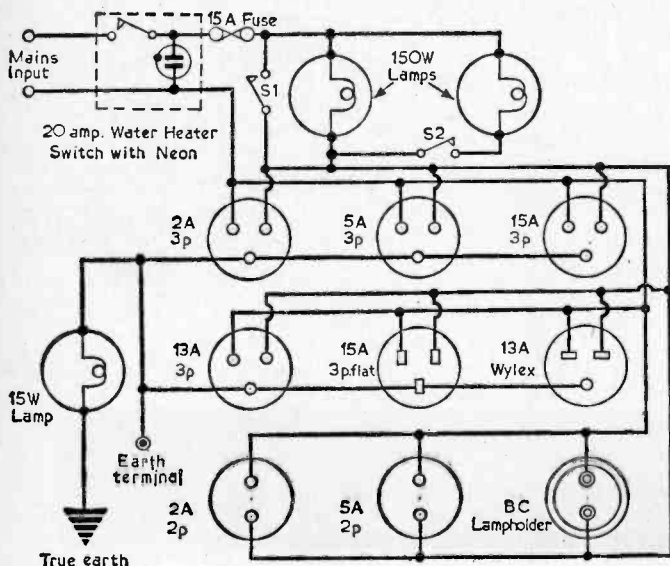 15A Fuse
Mains
Input
S1
150W
Lamps
S2
20 amp. Water Heater
Switch with Neon
2A
3p
5A
3p
15A
3p
13A
3p
15A
3p.flat
13A
Wylex
15W
Lamp
Earth
terminal
2A
2p
5A
2p
BC
Lampholder
True earth